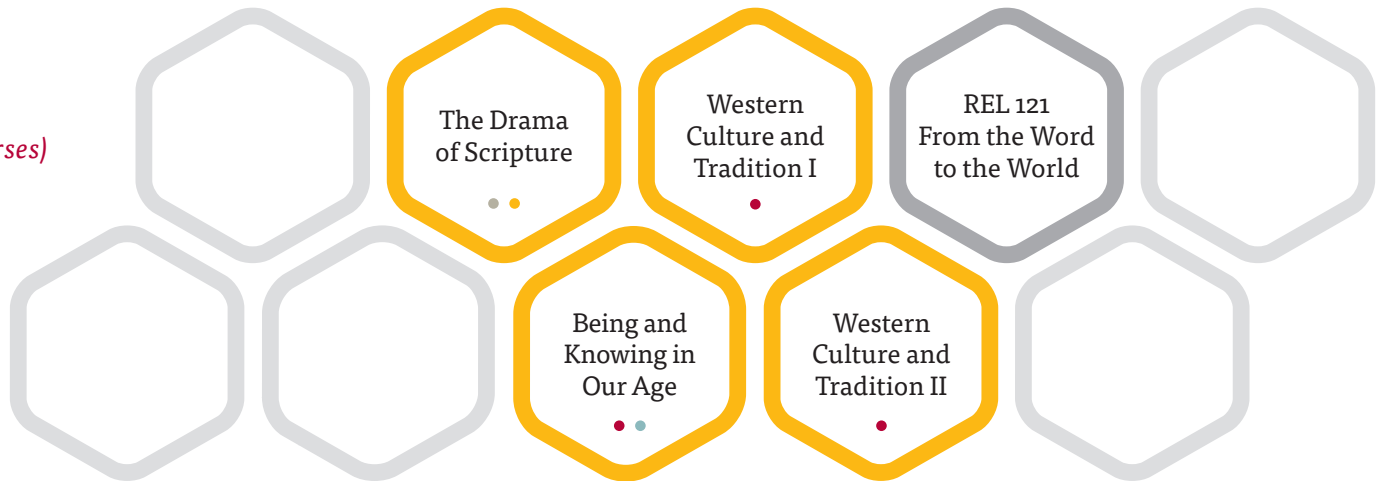 rses)
The Drama
of Scripture
Western
Culture and
Tradition I
REL 121
From the Word
to the World
Being and
Knowing in
Our Age
Western
Culture and
Tradition II